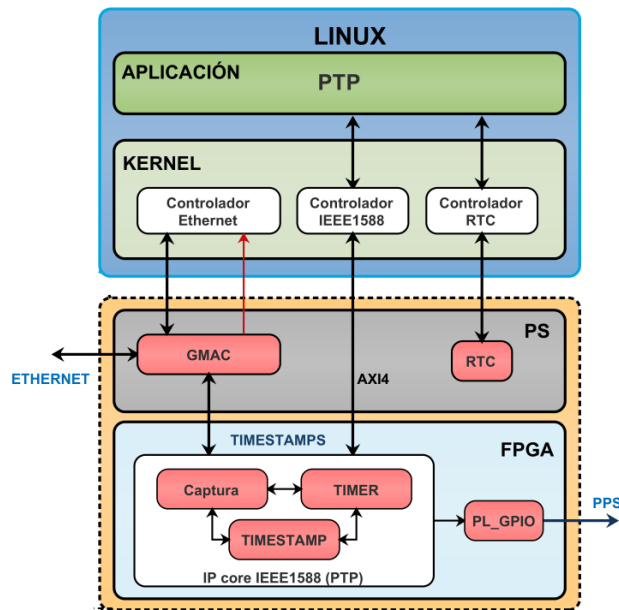 LINUX
APLICACIÓN
PTP
KERNEL
Controlador
Ethernet
Controlador
IEEE1588
Controlador
RTC
PS
GMAC
RTC
ETHERNET
AXI4
TIMESTAMPS
FPGA
Captura
TIMER
TIMESTAMP
PL_GPIO
PPS
IP core IEEE1588 (PTP)